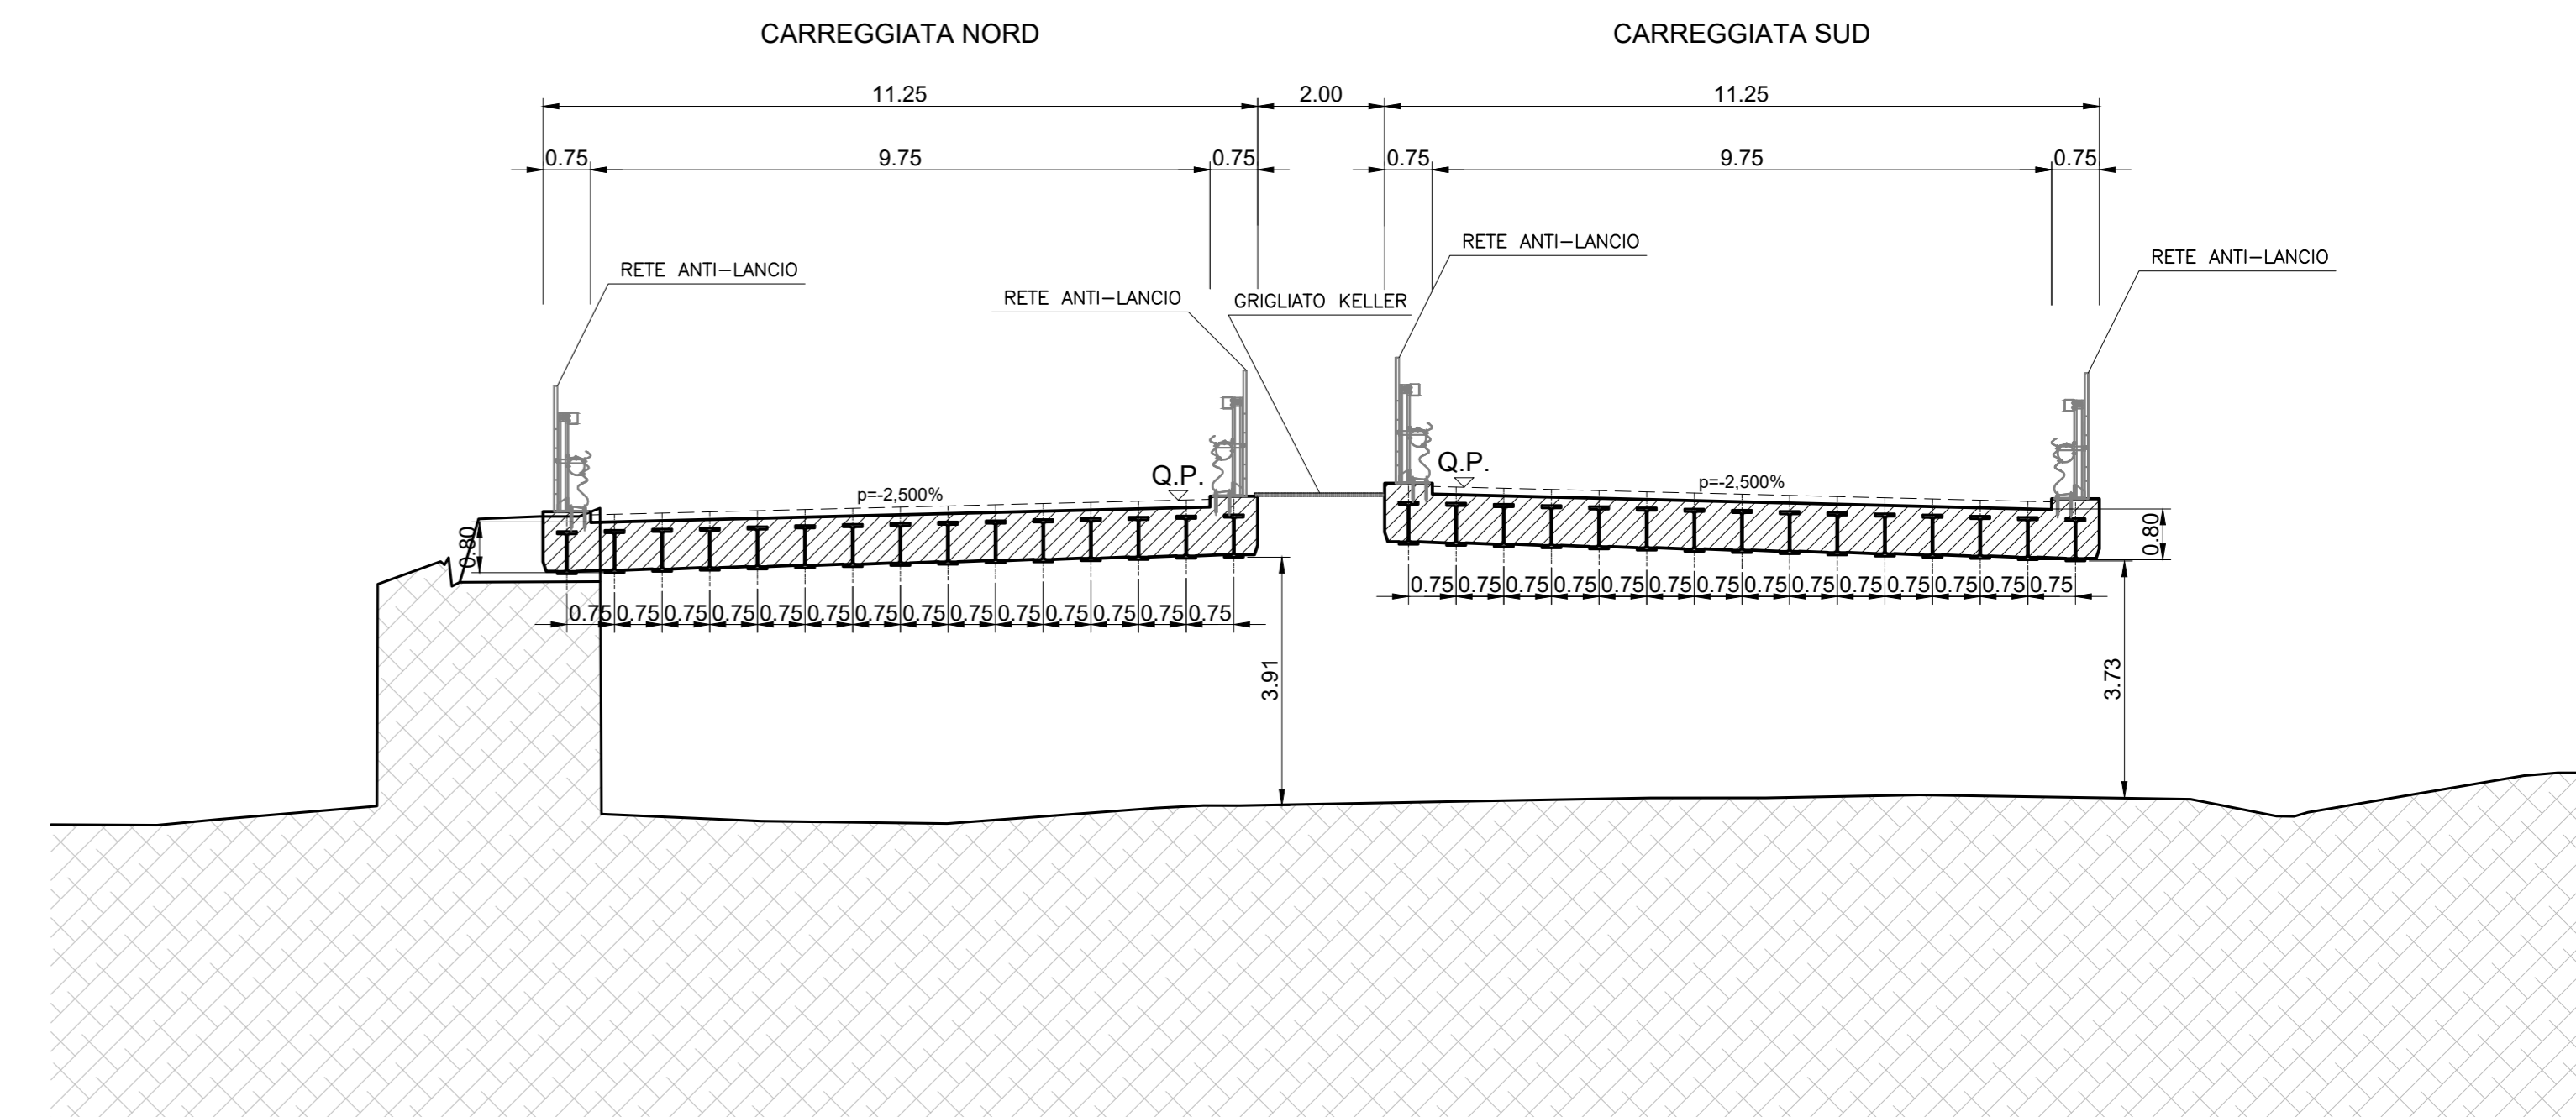 CARREGGIATA NORD
CARREGGIATA SUD
11.25
2.00
11.25
0.75
9.75
0.75
0.75
9.75
0.75
RETE ANTI-LANCIO
RETE ANTI-LANCIO
GRIGLIATO KELLER
RETE ANTI-LANCIO
RETE ANTI-LANCIO
Q.P.
Q.P.
p=-2,500%
p=-2,500%
0.80
0.80
0.75 0.75 0.75 0.75 0.75 0.75 0.75 0.75 0.75 0.75 0.75 0.75 0.75 0.75
0.75 0.75 0.75 0.75 0.75 0.75 0.75 0.75 0.75 0.75 0.75 0.75 0.75 0.75
3.91
3.73